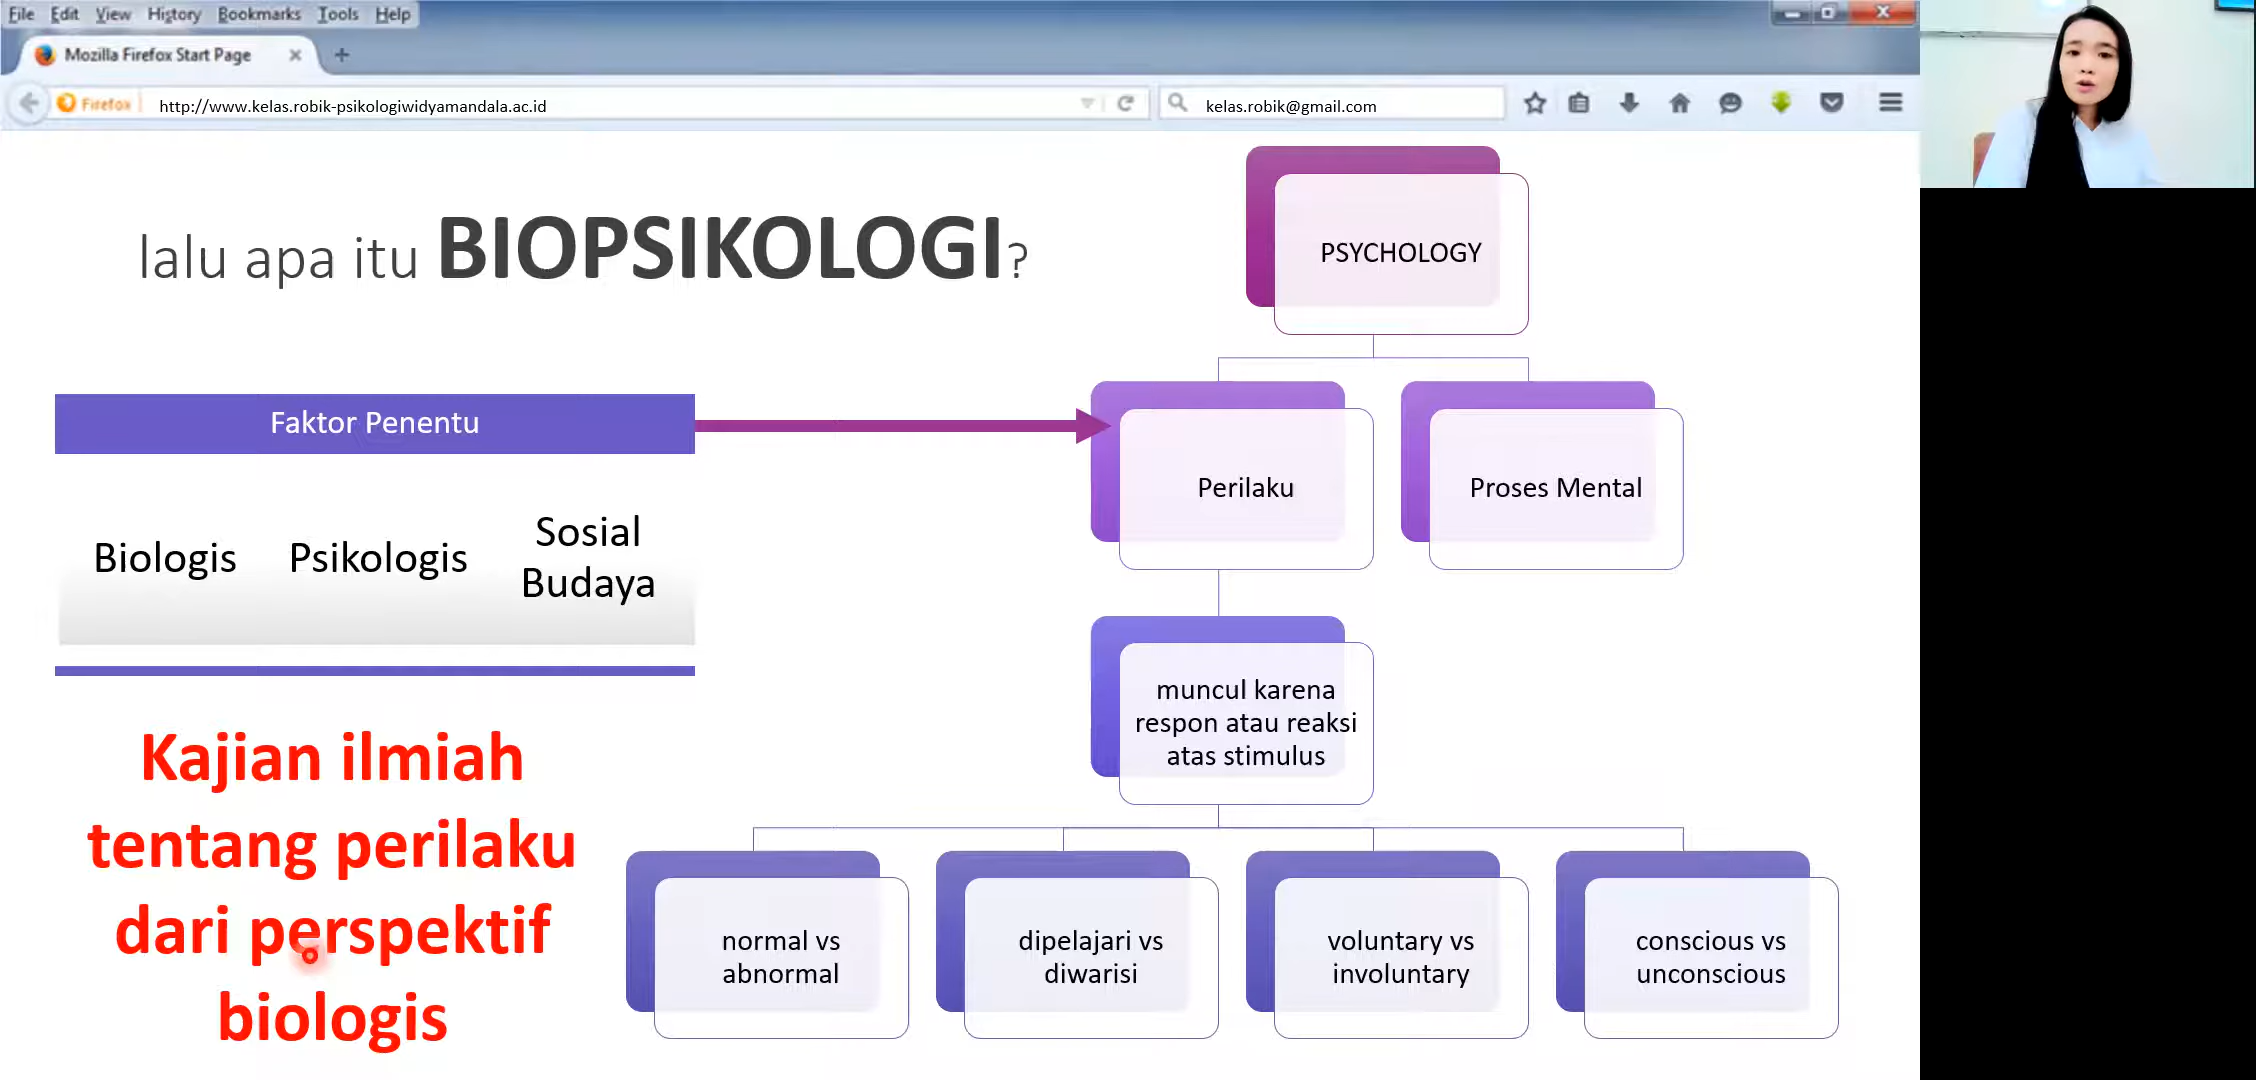 File Edit View History Bookmarks Tools Help
Mozilla Firefox Start Page
Firefox http://www.kelas.robik-psikologiwidyamandala.ac.id kelas.robik@gmail.com
lalu apa itu BIOPSIKOLOGI?
Faktor Penentu
Biologis
Psikologis
Sosial
Budaya
Kajian ilmiah
tentang perilaku
dari perspektif
biologis
PSYCHOLOGY
Perilaku
Proses Mental
muncul karena
respon atau reaksi
atas stimulus
normal vs
abnormal
dipelajari vs
diwarisi
voluntary vs
involuntary
conscious vs
unconscious